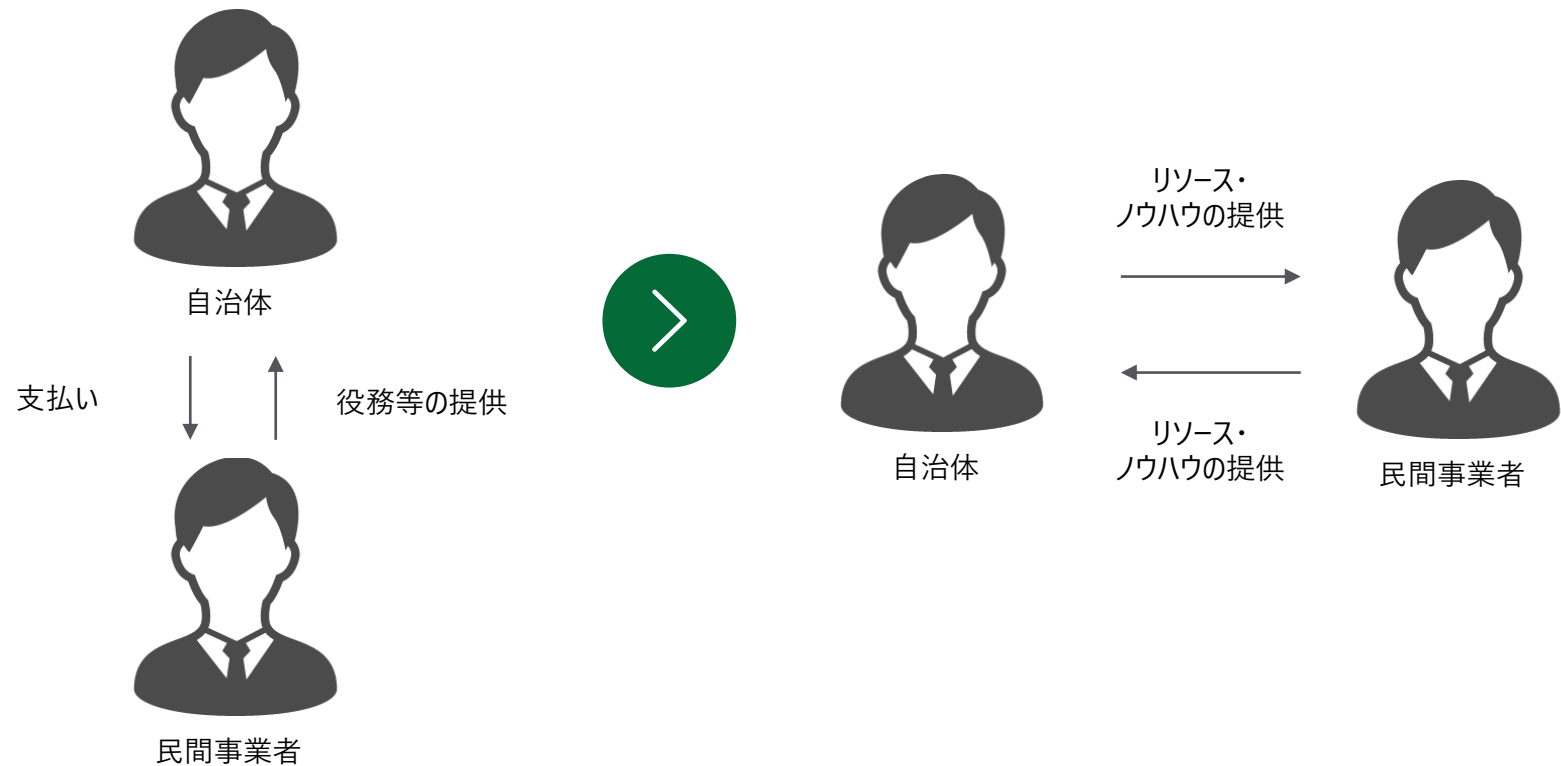 自治体
支払い
役務等の提供
民間事業者
リソース・
ノウハウの提供
自治体
リソース・
ノウハウの提供
民間事業者